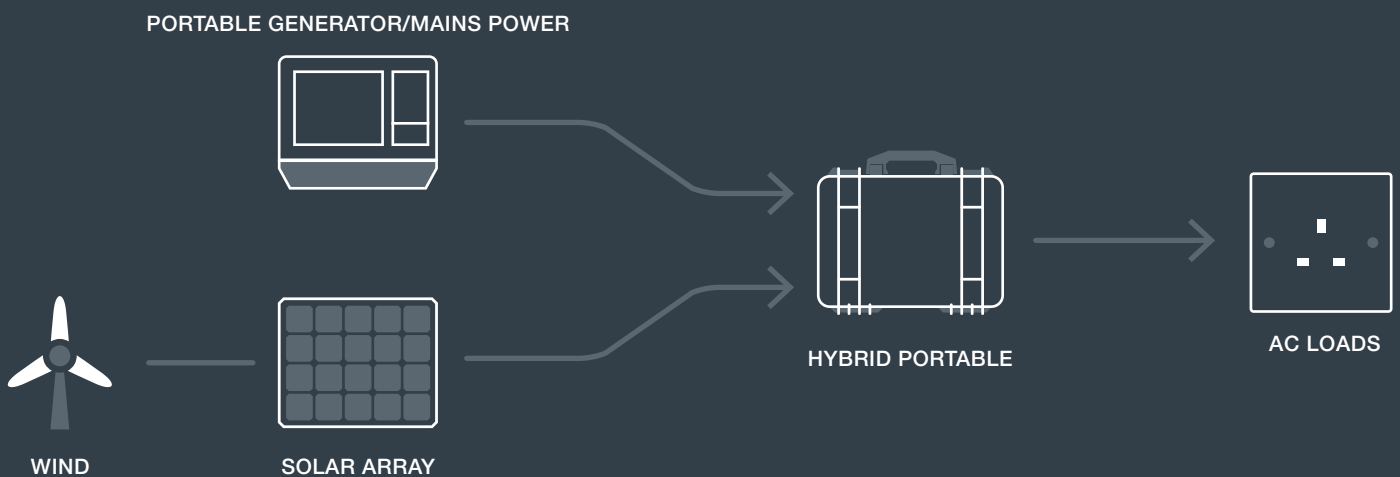 PORTABLE GENERATOR/MAINS POWER
HYBRID PORTABLE
AC LOADS
WIND
SOLAR ARRAY